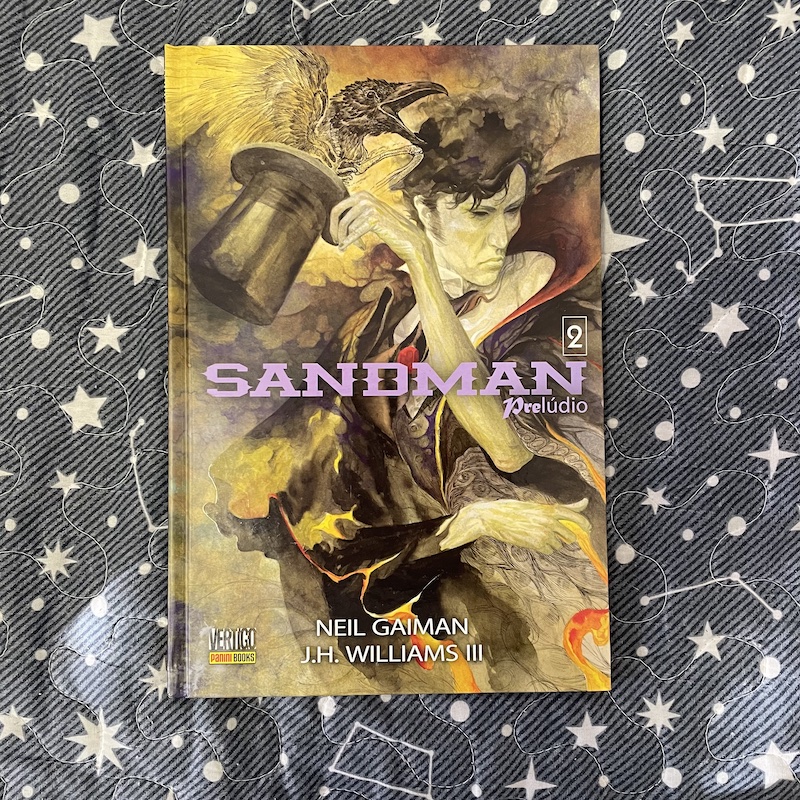 2
SANDMAN
Prelúdio
NEIL GAIMAN
J.H. WILLIAMS III
VERTIGO
PANINI BOOKS